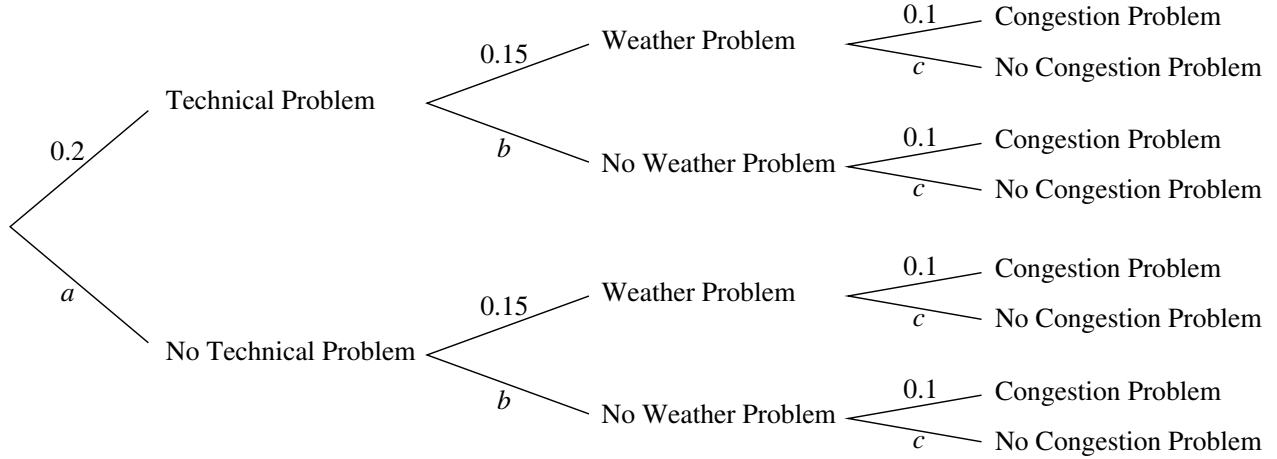 0.1 Congestion Problem
0.15 Weather Problem
c No Congestion Problem
Technical Problem
0.2
0.1 Congestion Problem
b No Weather Problem
c No Congestion Problem
0.1 Congestion Problem
a
0.15 Weather Problem
c No Congestion Problem
No Technical Problem
0.1 Congestion Problem
b No Weather Problem
c No Congestion Problem